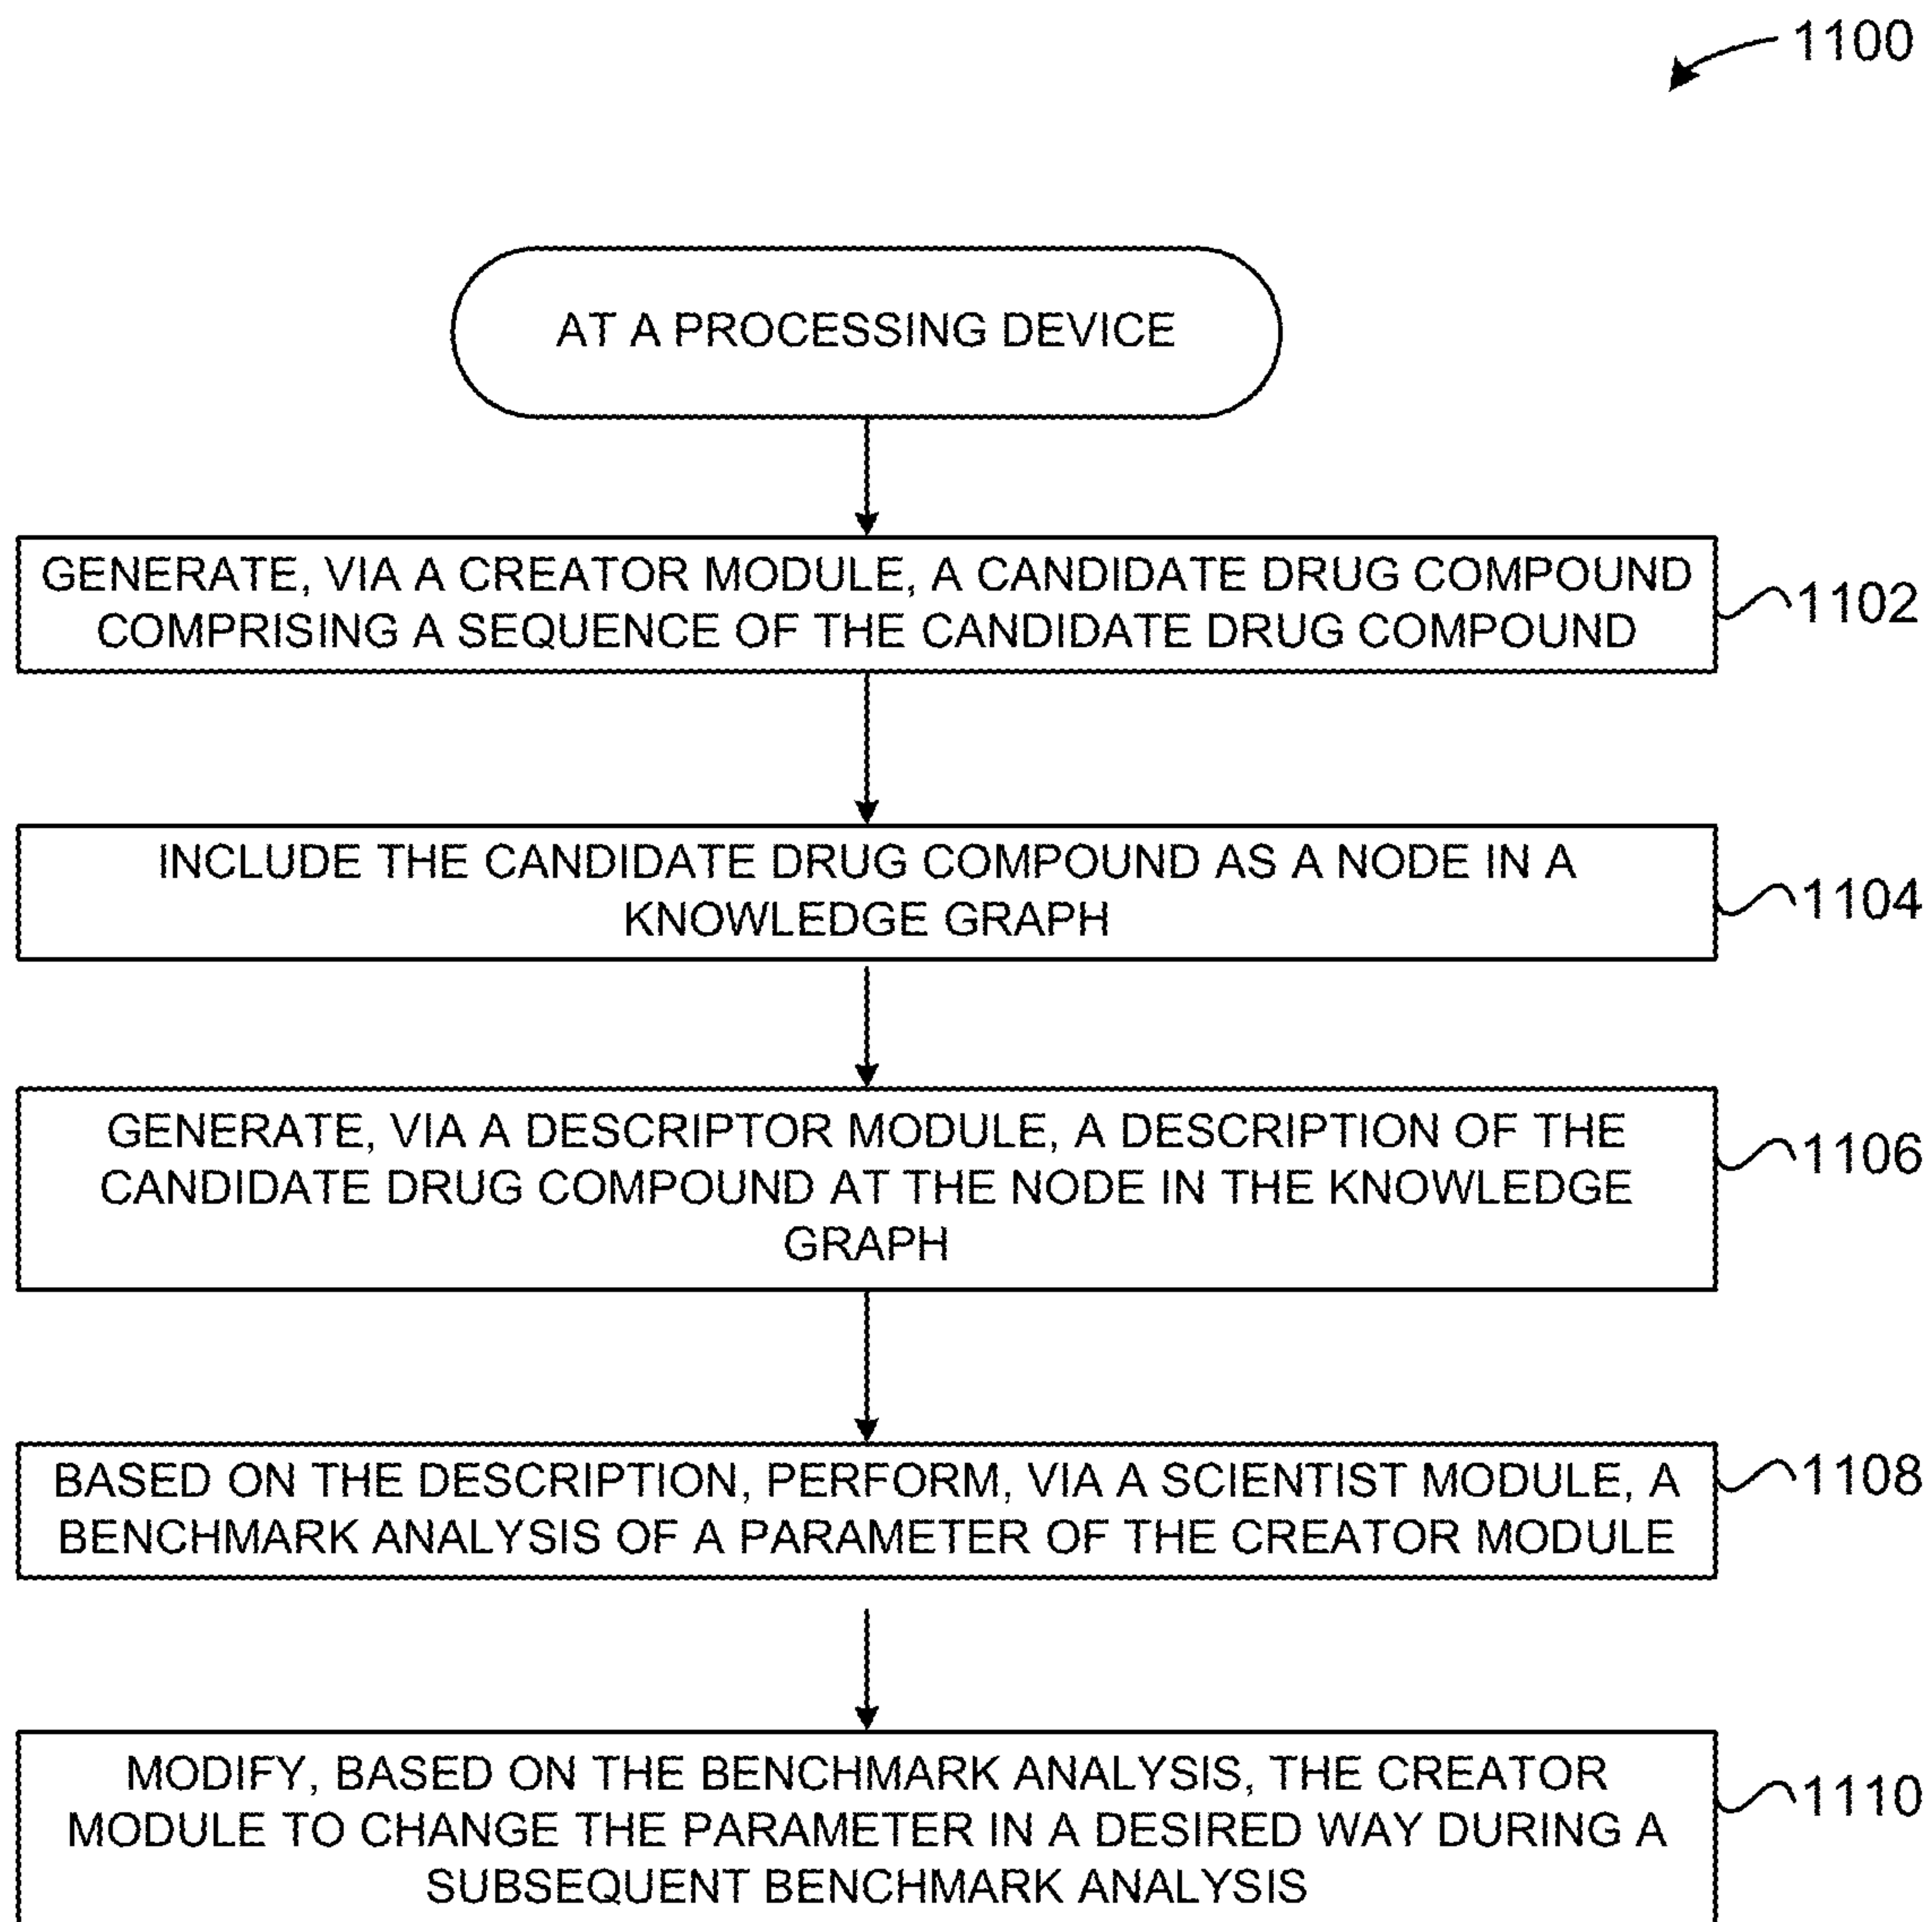 1100
AT A PROCESSING DEVICE
GENERATE, VIA A CREATOR MODULE, A CANDIDATE DRUG COMPOUND
COMPRISING A SEQUENCE OF THE CANDIDATE DRUG COMPOUND
1102
INCLUDE THE CANDIDATE DRUG COMPOUND AS A NODE IN A
KNOWLEDGE GRAPH
1104
GENERATE, VIA A DESCRIPTOR MODULE, A DESCRIPTION OF THE
CANDIDATE DRUG COMPOUND AT THE NODE IN THE KNOWLEDGE
GRAPH
1106
BASED ON THE DESCRIPTION, PERFORM, VIA A SCIENTIST MODULE, A
BENCHMARK ANALYSIS OF A PARAMETER OF THE CREATOR MODULE
1108
MODIFY, BASED ON THE BENCHMARK ANALYSIS, THE CREATOR
MODULE TO CHANGE THE PARAMETER IN A DESIRED WAY DURING A
SUBSEQUENT BENCHMARK ANALYSIS
1110